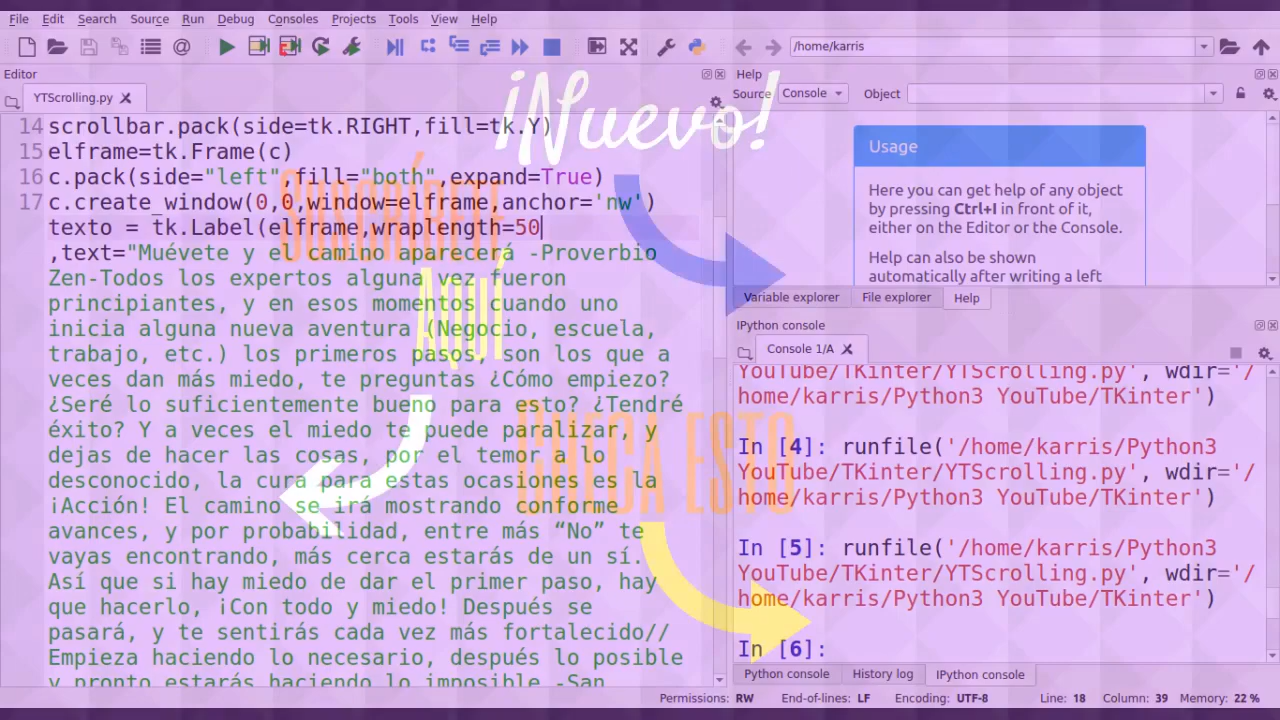 File Edit Search Source Run Debug Consoles Projects Tools View Help
/home/karris
Editor
YTScrolling.py
14 scrollbar.pack(side=tk.RIGHT,fill=tk.Y)
15 elframe=tk.Frame(c)
16 c.pack(side="left",fill="both",expand=True)
17 c.create_window(0,0,window=elframe,anchor='nw')
texto = tk.Label(elframe,wraplength=50
,text="Muévete y el camino aparecerá -Proverbio
Zen-Todos los expertos alguna vez fueron
principiantes, y en esos momentos cuando uno
inicia alguna nueva aventura (Negocio, escuela,
trabajo, etc.) los primeros pasos, son los que a
veces dan más miedo, te preguntas ¿Cómo empiezo?
¿Seré lo suficientemente bueno para esto? ¿Tendré
éxito? Y a veces el miedo te puede paralizar, y
dejas de hacer las cosas, por el temor a lo
desconocido, la cura para estas ocasiones es la
¡Acción! El camino se irá mostrando conforme
avances, y por probabilidad, entre más “No” te
vayas encontrando, más cerca estarás de un sí.
Así que si hay miedo de dar el primer paso, hay
que hacerlo, ¡Con todo y miedo! Después se
pasará, y te sentirás cada vez más fortalecido//
Empieza haciendo lo necesario, después lo posible
y pronto estarás haciendo lo imposible -San
¡Nuevo!
SUSCRÍBETE
AQUÍ
CHECA ESTO
Help
Source Console Object
Usage
Here you can get help of any object
by pressing Ctrl+I in front of it,
either on the Editor or the Console.
Help can also be shown
automatically after writing a left
Variable explorer File explorer Help
IPython console
Console 1/A
YouTube/TKinter/YTScrolling.py', wdir='/
home/karris/Python3 YouTube/TKinter')
In [4]: runfile('/home/karris/Python3
YouTube/TKinter/YTScrolling.py', wdir='/
home/karris/Python3 YouTube/TKinter')
In [5]: runfile('/home/karris/Python3
YouTube/TKinter/YTScrolling.py', wdir='/
home/karris/Python3 YouTube/TKinter')
In [6]:
Python console History log IPython console
Permissions: RW End-of-lines: LF Encoding: UTF-8 Line: 18 Column: 39 Memory: 22 %